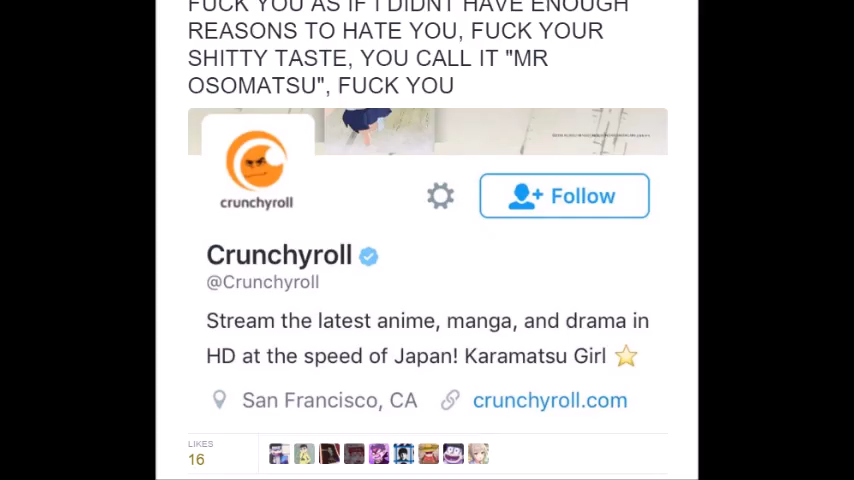 FUCK YOU AS IF I DIDNT HAVE ENOUGH
REASONS TO HATE YOU, FUCK YOUR
SHITTY TASTE, YOU CALL IT "MR
OSOMATSU", FUCK YOU
crunchyroll
Follow
Crunchyroll
@Crunchyroll
Stream the latest anime, manga, and drama in
HD at the speed of Japan! Karamatsu Girl
San Francisco, CA
crunchyroll.com
LIKES
16